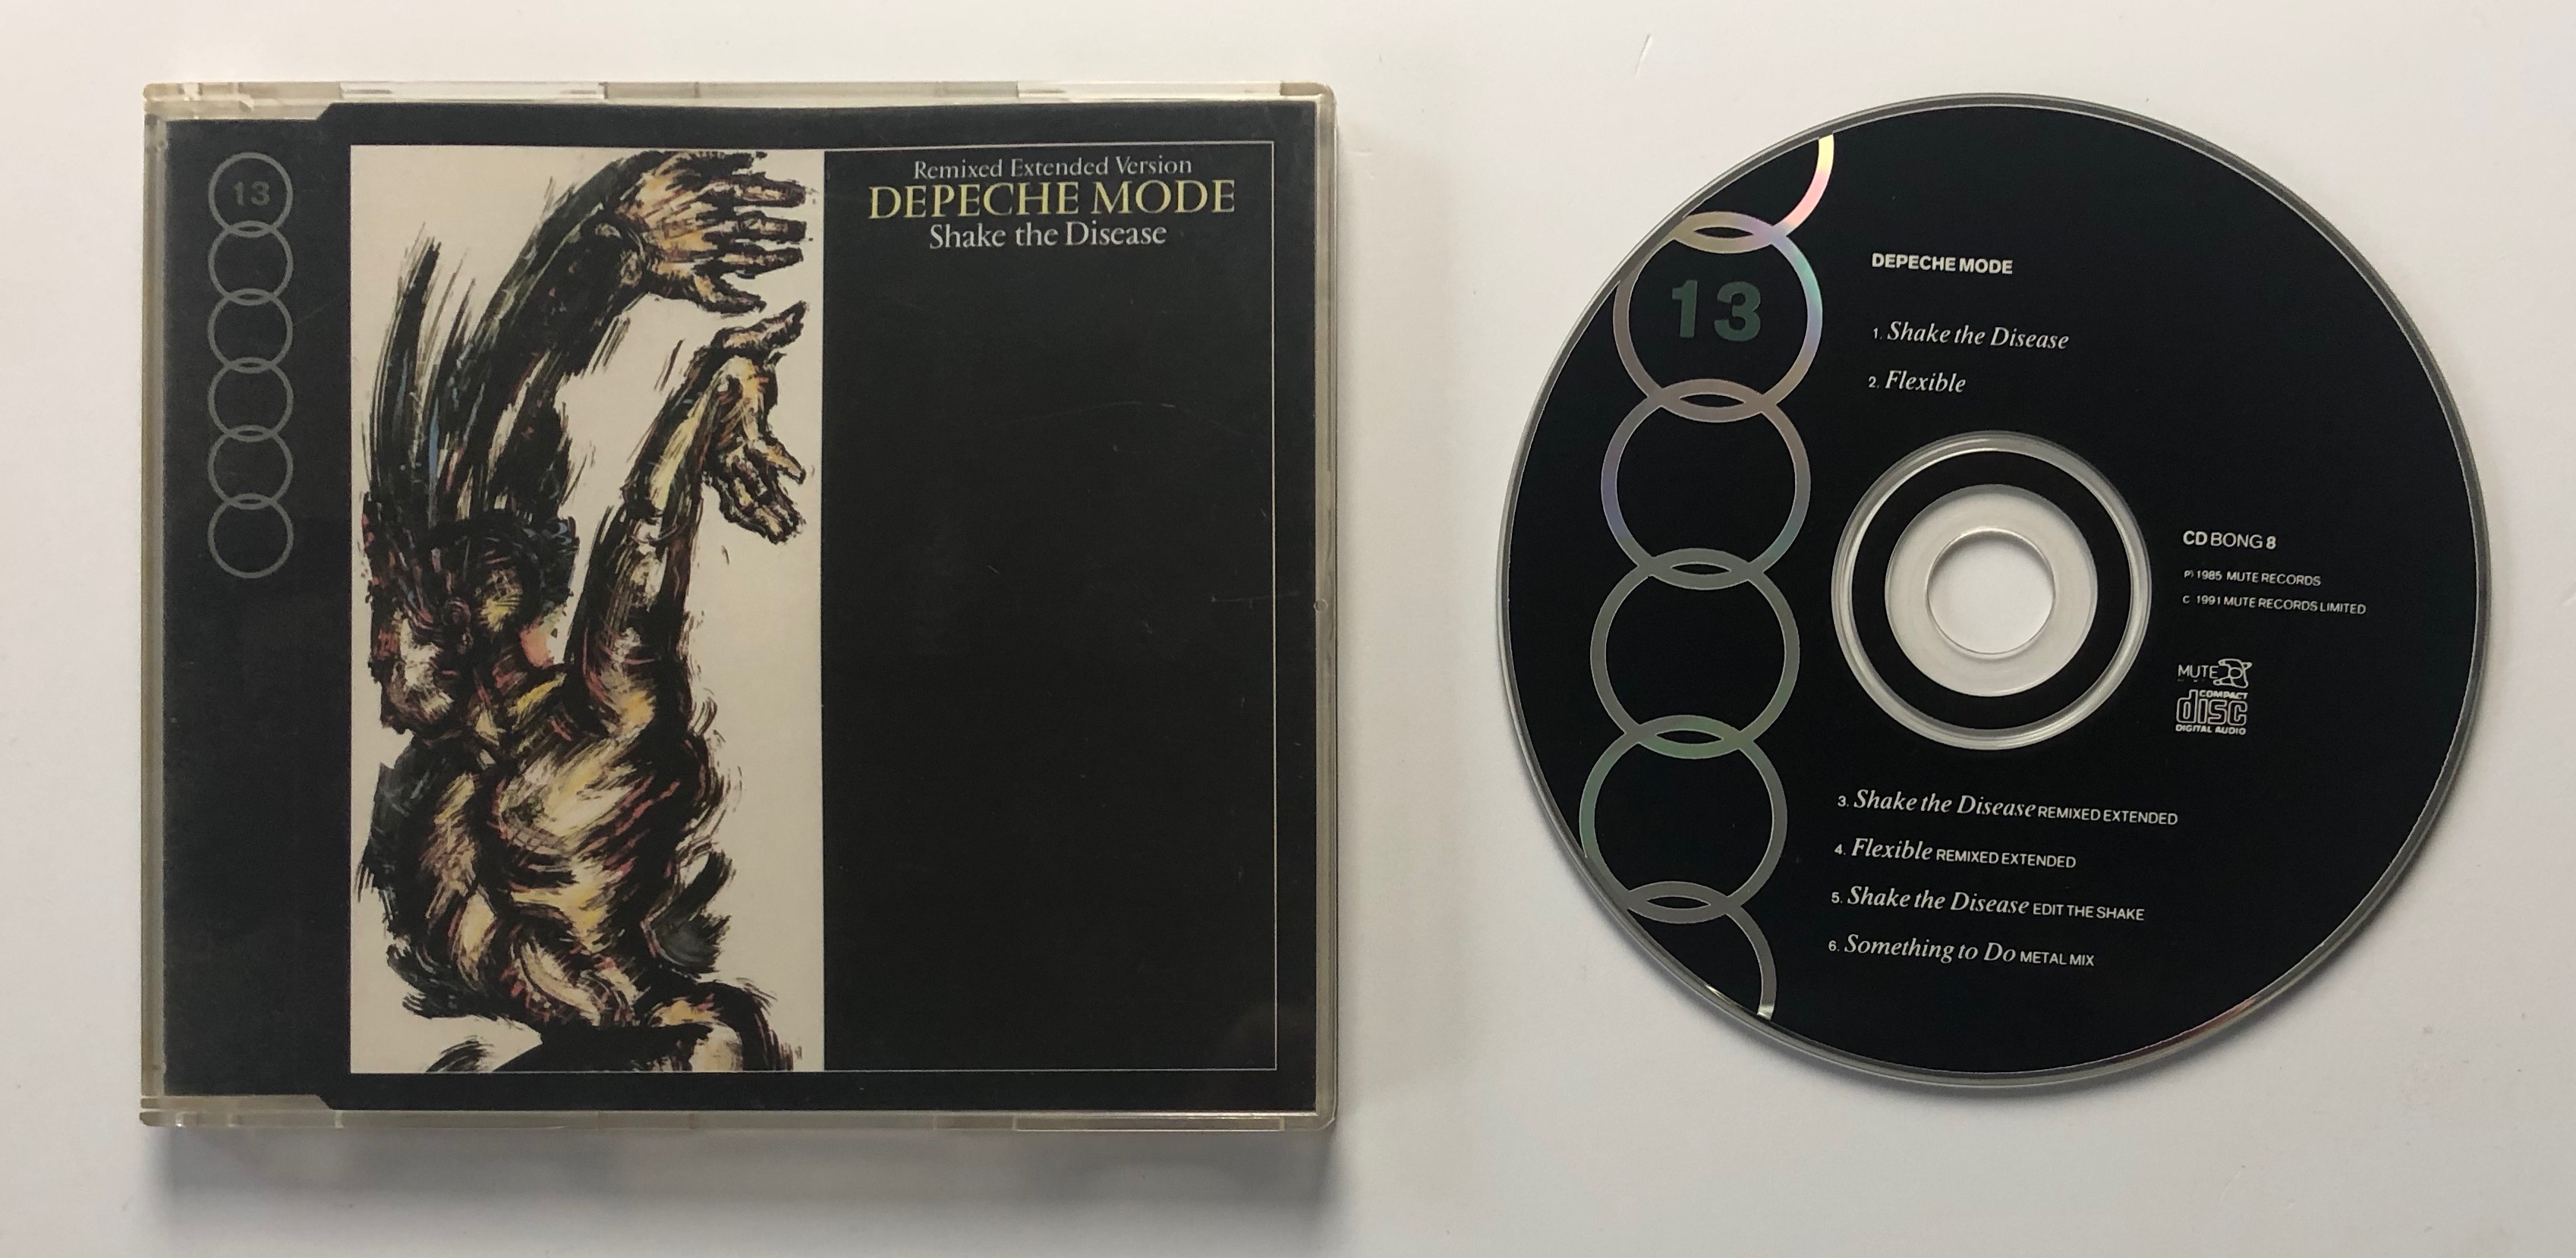 13
Remixed Extended Version
DEPECHE MODE
Shake the Disease
13
DEPECHE MODE
1. Shake the Disease
2. Flexible
CD BONG 8
P) 1985 MUTE RECORDS
C 1991 MUTE RECORDS LIMITED
MUTE
COMPACT
disc
DIGITAL AUDIO
3. Shake the Disease REMIXED EXTENDED
4. Flexible REMIXED EXTENDED
5. Shake the Disease EDIT THE SHAKE
6. Something to Do METAL MIX